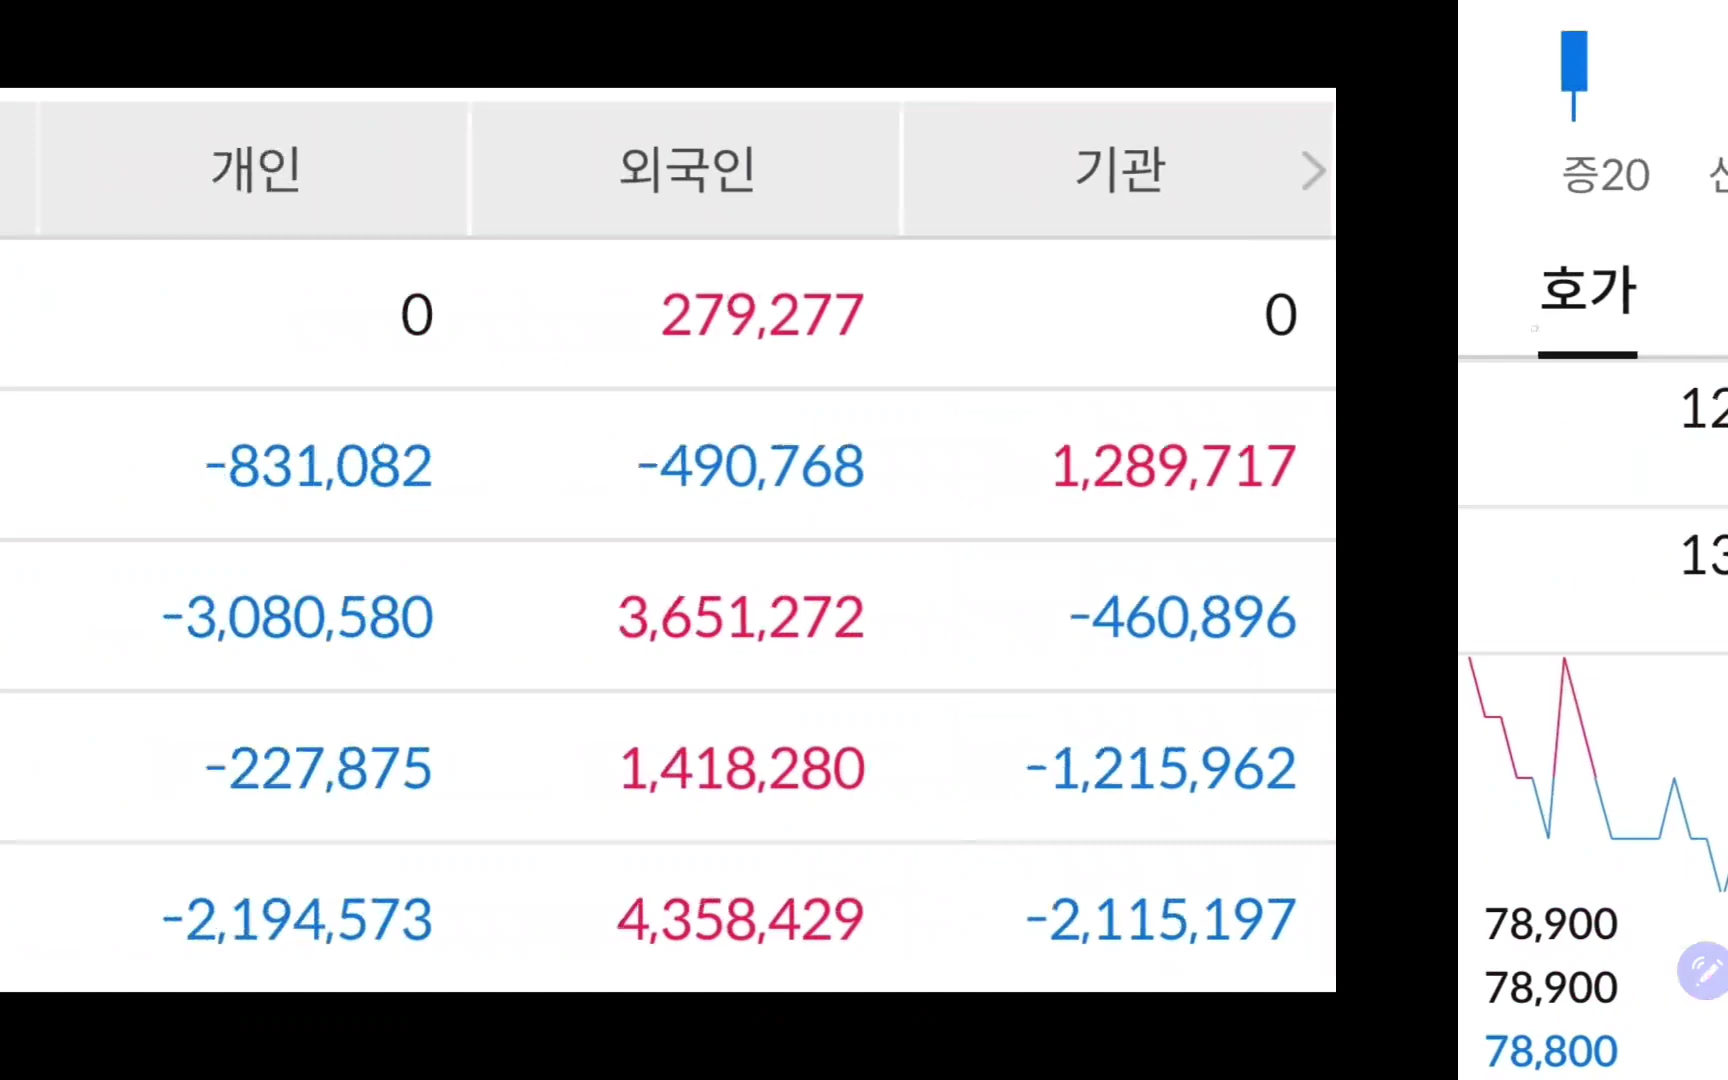 개인 외국인 기관
0 279,277 0
-831,082 -490,768 1,289,717
-3,080,580 3,651,272 -460,896
-227,875 1,418,280 -1,215,962
-2,194,573 4,358,429 -2,115,197
증20
호가
12
13
78,900
78,900
78,800